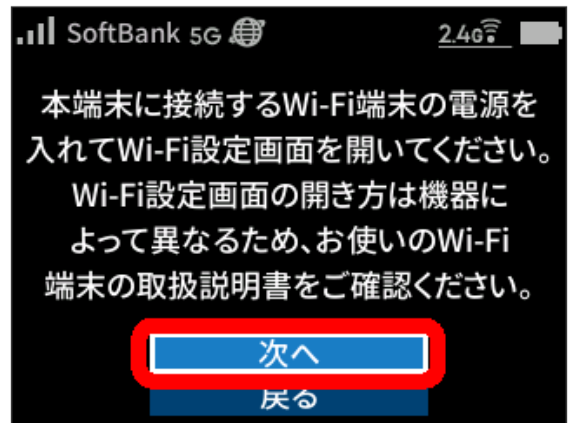 SoftBank 5G 2.4G
本端末に接続するWi-Fi端末の電源を
入れてWi-Fi設定画面を開いてください。
Wi-Fi設定画面の開き方は機器に
よって異なるため、お使いのWi-Fi
端末の取扱説明書をご確認ください。
次へ
戻る